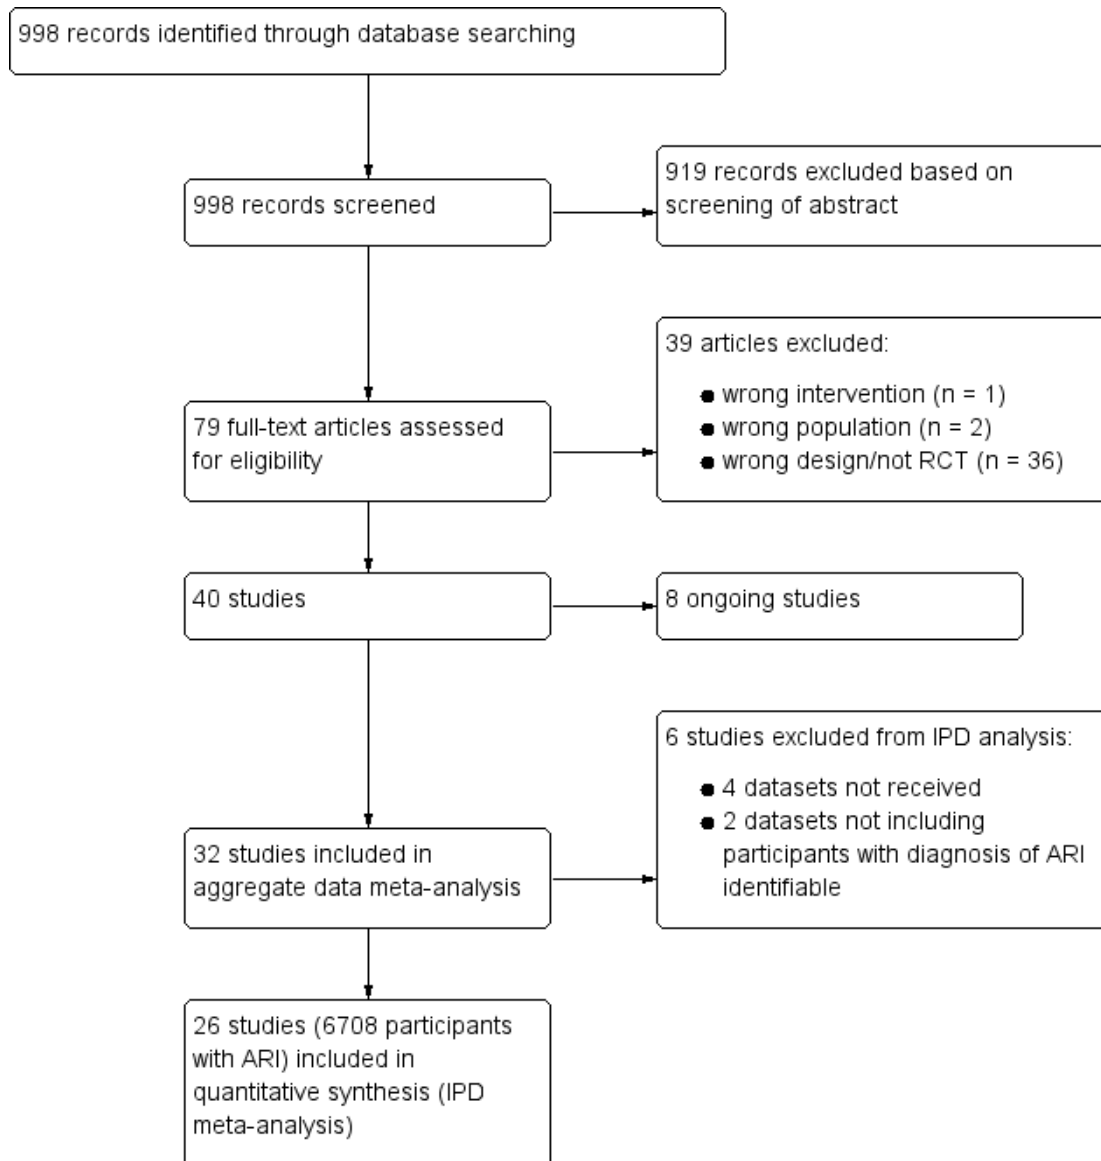 998 records identified through database searching
998 records screened
919 records excluded based on
screening of abstract
79 full-text articles assessed
for eligibility
39 articles excluded:
● wrong intervention (n = 1)
● wrong population (n = 2)
● wrong design/not RCT (n = 36)
40 studies
8 ongoing studies
32 studies included in
aggregate data meta-analysis
6 studies excluded from IPD analysis:
● 4 datasets not received
● 2 datasets not including
participants with diagnosis of ARI
identifiable
26 studies (6708 participants
with ARI) included in
quantitative synthesis (IPD
meta-analysis)